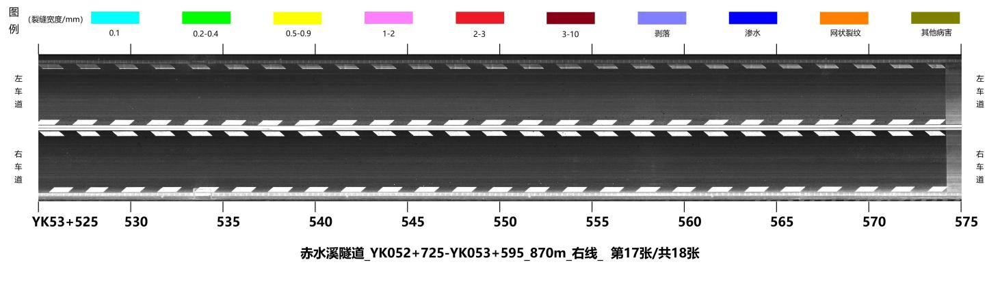 图例
(裂缝宽度/mm)
0.1
0.2-0.4
0.5-0.9
1-2
2-3
3-10
剥落
渗水
网状裂纹
其他病害
左车道
左车道
右车道
右车道
YK53+525 530 535 540 545 550 555 560 565 570 575
赤水溪隧道_YK052+725-YK053+595_870m_右线_ 第17张/共18张